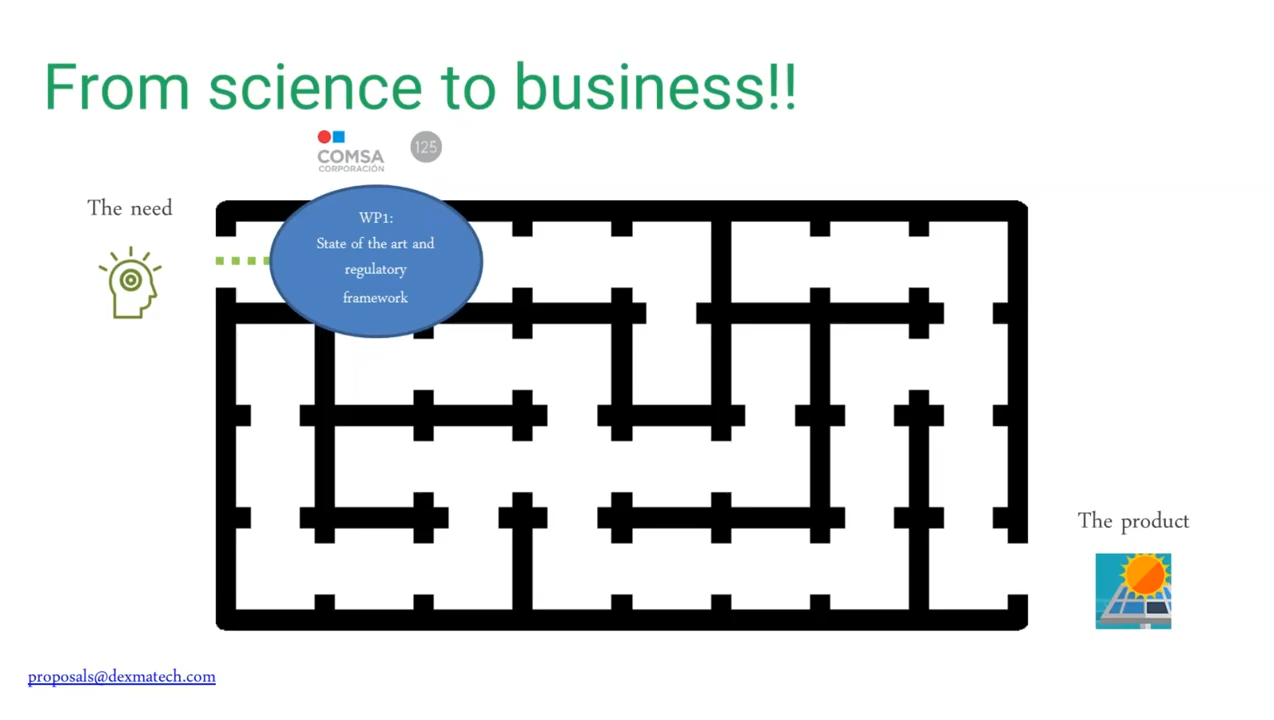 From science to business!!
COMSA
CORPORACIÓN
125
The need
WP1:
State of the art and
regulatory
framework
The product
proposals@dexmatech.com